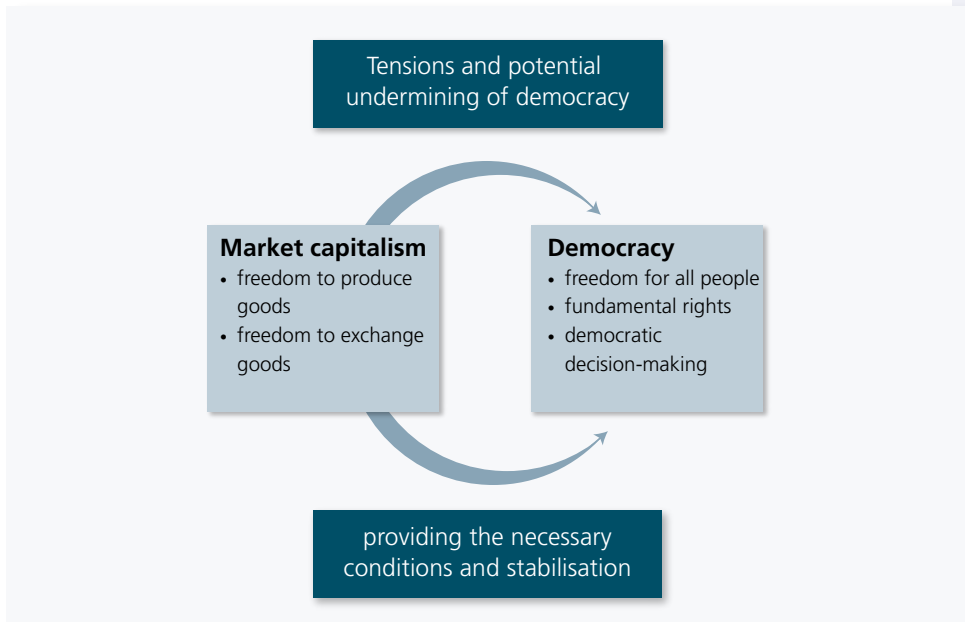 Tensions and potential
undermining of democracy
Market capitalism
• freedom to produce
goods
• freedom to exchange
goods
Democracy
• freedom for all people
• fundamental rights
• democratic
decision-making
providing the necessary
conditions and stabilisation